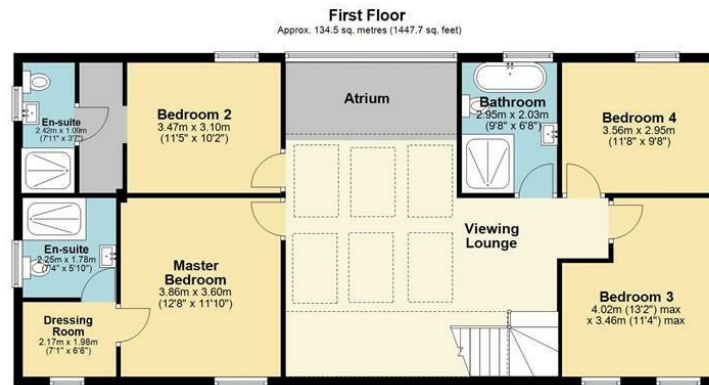 First Floor
Approx. 134.5 sq. metres (1447.7 sq. feet)
En-suite
2.42m x 1.09m
(7'11" x 3'7")
Bedroom 2
3.47m x 3.10m
(11'5" x 10'2")
Atrium
Bathroom
2.95m x 2.03m
(9'8" x 6'8")
Bedroom 4
3.56m x 2.95m
(11'8" x 9'8")
En-suite
2.25m x 1.78m
(7'4" x 5'10")
Master
Bedroom
3.86m x 3.60m
(12'8" x 11'10")
Viewing
Lounge
Dressing
Room
2.17m x 1.98m
(7'1" x 6'6")
Bedroom 3
4.02m (13'2") max
x 3.46m (11'4") max